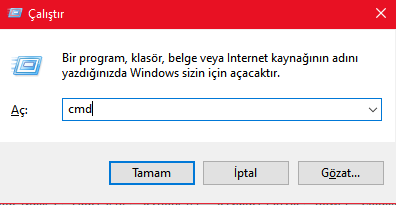 Çalıştır
Bir program, klasör, belge veya Internet kaynağının adını
yazdığınızda Windows sizin için açacaktır.
Aç: cmd
Tamam İptal Gözat...